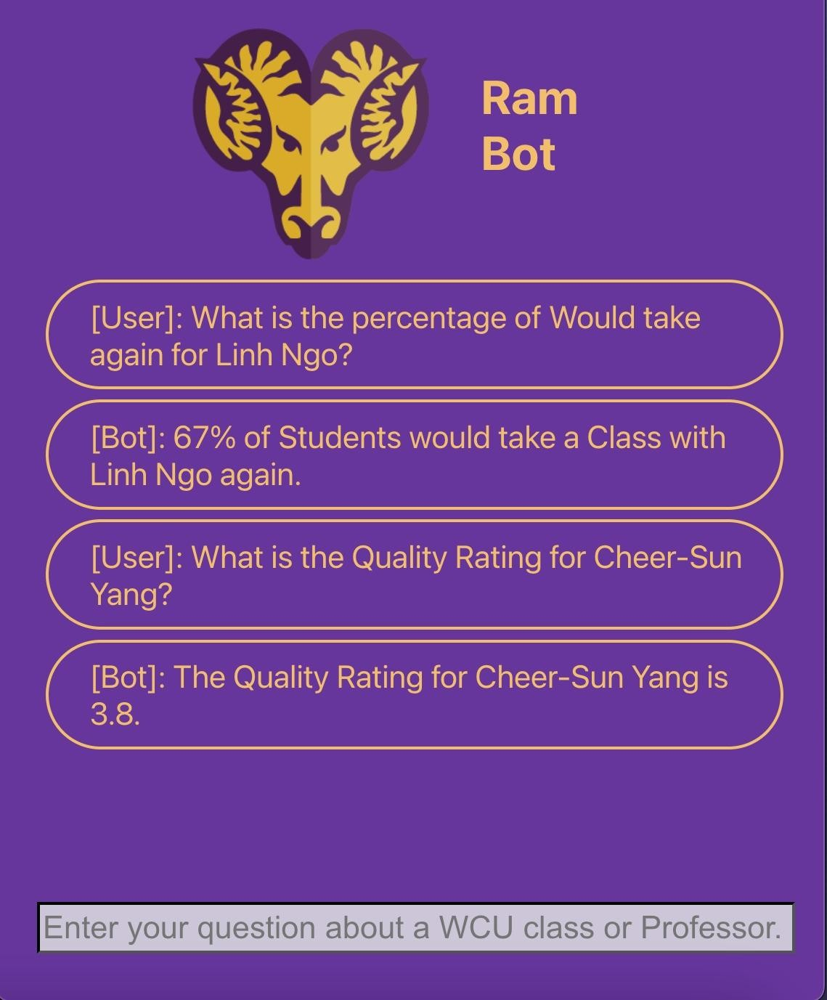 Ram
Bot
[User]: What is the percentage of Would take
again for Linh Ngo?
[Bot]: 67% of Students would take a Class with
Linh Ngo again.
[User]: What is the Quality Rating for Cheer-Sun
Yang?
[Bot]: The Quality Rating for Cheer-Sun Yang is
3.8.
Enter your question about a WCU class or Professor.